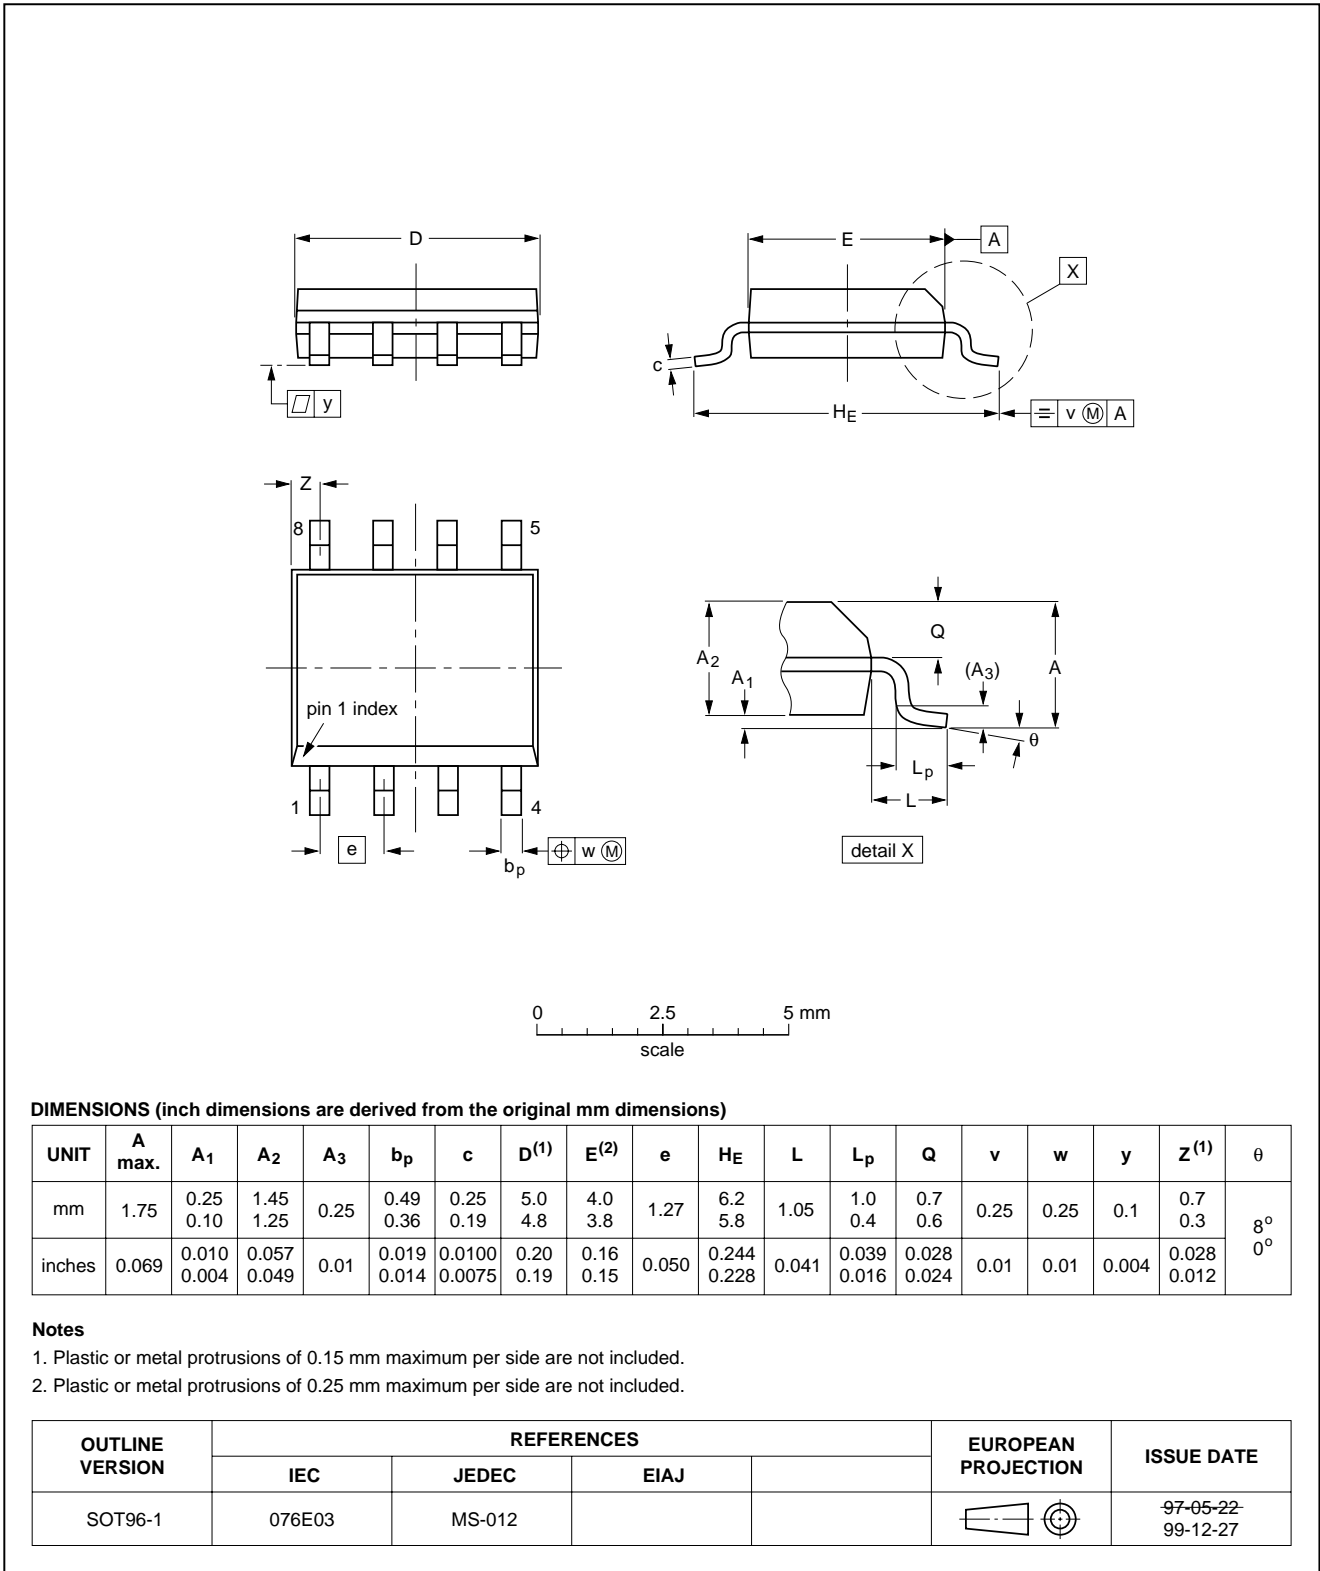 D
E
A
X
c
y
HE
v M A
Z
8
5
pin 1 index
1
4
e
bp
w M
A2
A1
Q
(A3)
A
θ
Lp
L
detail X
0 2.5 5 mm
scale
DIMENSIONS (inch dimensions are derived from the original mm dimensions)
UNIT A max. A1 A2 A3 bp c D(1) E(2) e HE L Lp Q v w y Z(1) θ
mm 1.75 0.25 0.10 1.45 1.25 0.25 0.49 0.36 0.25 0.19 5.0 4.8 4.0 3.8 1.27 6.2 5.8 1.05 1.0 0.4 0.7 0.6 0.25 0.25 0.1 0.7 0.3 8o 0o
inches 0.069 0.010 0.004 0.057 0.049 0.01 0.019 0.014 0.0100 0.0075 0.20 0.19 0.16 0.15 0.050 0.244 0.228 0.041 0.039 0.016 0.028 0.024 0.01 0.01 0.004 0.028 0.012
Notes
1. Plastic or metal protrusions of 0.15 mm maximum per side are not included.
2. Plastic or metal protrusions of 0.25 mm maximum per side are not included.
OUTLINE VERSION REFERENCES EUROPEAN PROJECTION ISSUE DATE
IEC JEDEC EIAJ
SOT96-1 076E03 MS-012 97-05-22
99-12-27